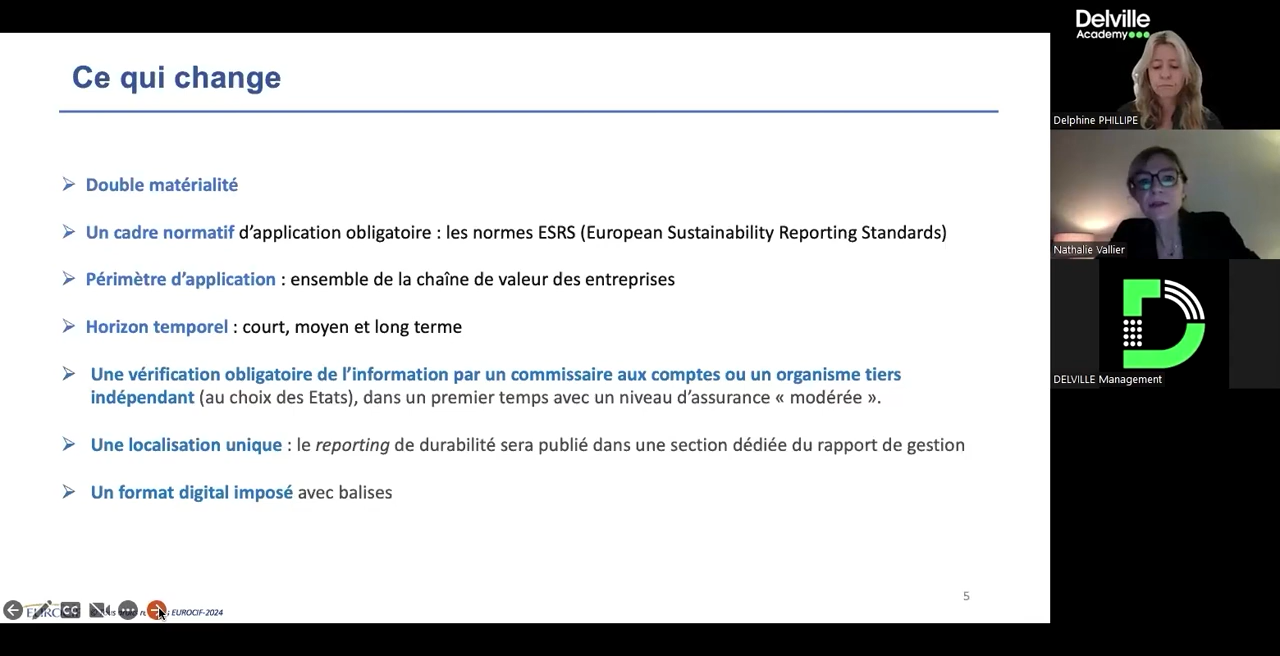 Ce qui change
Double matérialité
Un cadre normatif d’application obligatoire : les normes ESRS (European Sustainability Reporting Standards)
Périmètre d’application : ensemble de la chaîne de valeur des entreprises
Horizon temporel : court, moyen et long terme
Une vérification obligatoire de l’information par un commissaire aux comptes ou un organisme tiers
indépendant (au choix des Etats), dans un premier temps avec un niveau d’assurance « modérée ».
Une localisation unique : le reporting de durabilité sera publié dans une section dédiée du rapport de gestion
Un format digital imposé avec balises
EUROCIF-2024
5
Delville
Academy
Delphine PHILLIPE
Nathalie Vallier
DELVILLE Management